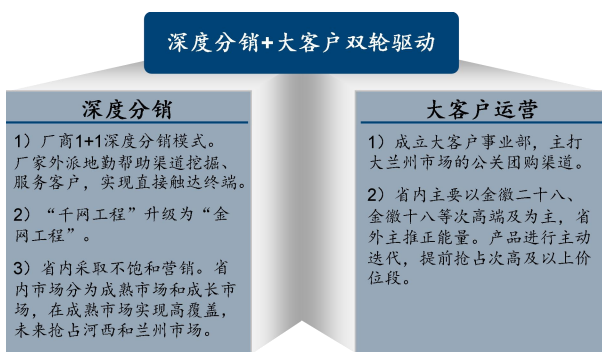 深度分销+大客户双轮驱动
深度分销
1）厂商1+1深度分销模式。
厂家外派地勤帮助渠道挖掘、
服务客户，实现直接触达终端。
2）“千网工程”升级为“金
网工程”。
3）省内采取不饱和营销。省
内市场分为成熟市场和成长市
场，在成熟市场实现高覆盖，
未来抢占河西和兰州市场。
大客户运营
1）成立大客户事业部，主打
大兰州市场的公关团购渠道。
2）省内主要以金徽二十八、
金徽十八等次高端及为主，省
外主推正能量。产品进行主动
迭代，提前抢占次高及以上价
位段。